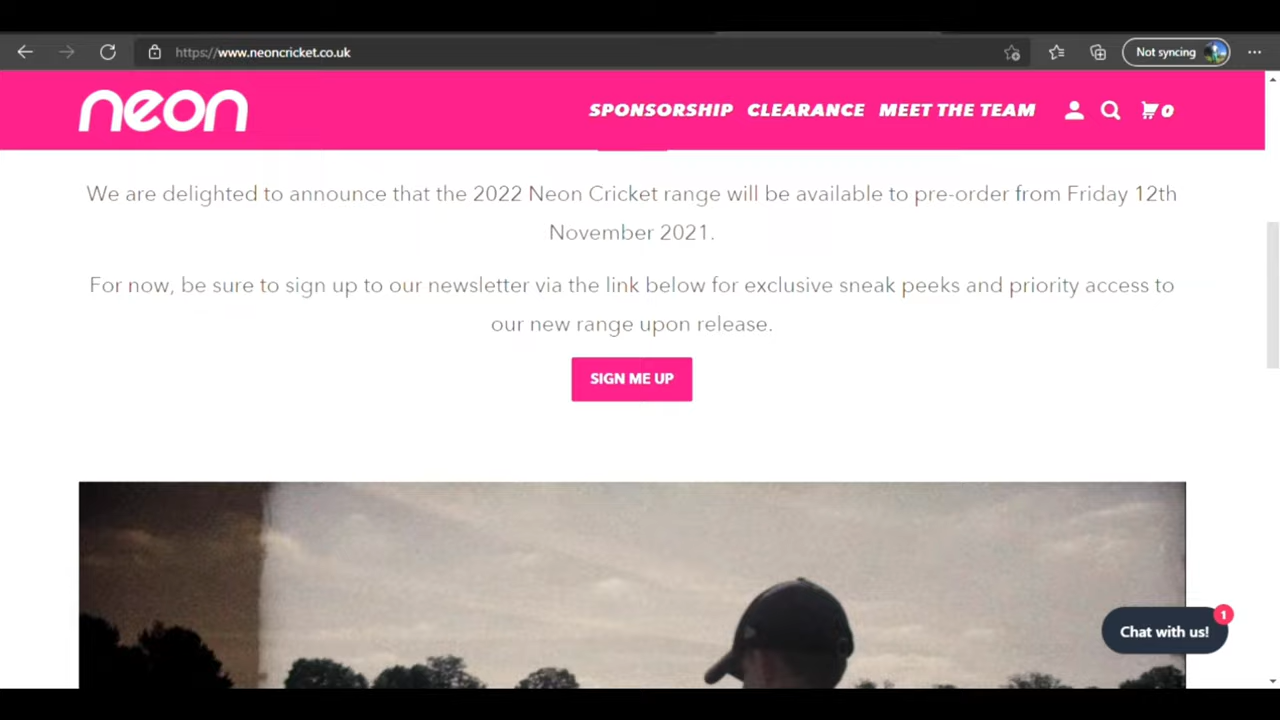 https://www.neoncricket.co.uk
Not syncing
neon
SPONSORSHIP CLEARANCE MEET THE TEAM 0
We are delighted to announce that the 2022 Neon Cricket range will be available to pre-order from Friday 12th
November 2021.
For now, be sure to sign up to our newsletter via the link below for exclusive sneak peeks and priority access to
our new range upon release.
SIGN ME UP
1
Chat with us!